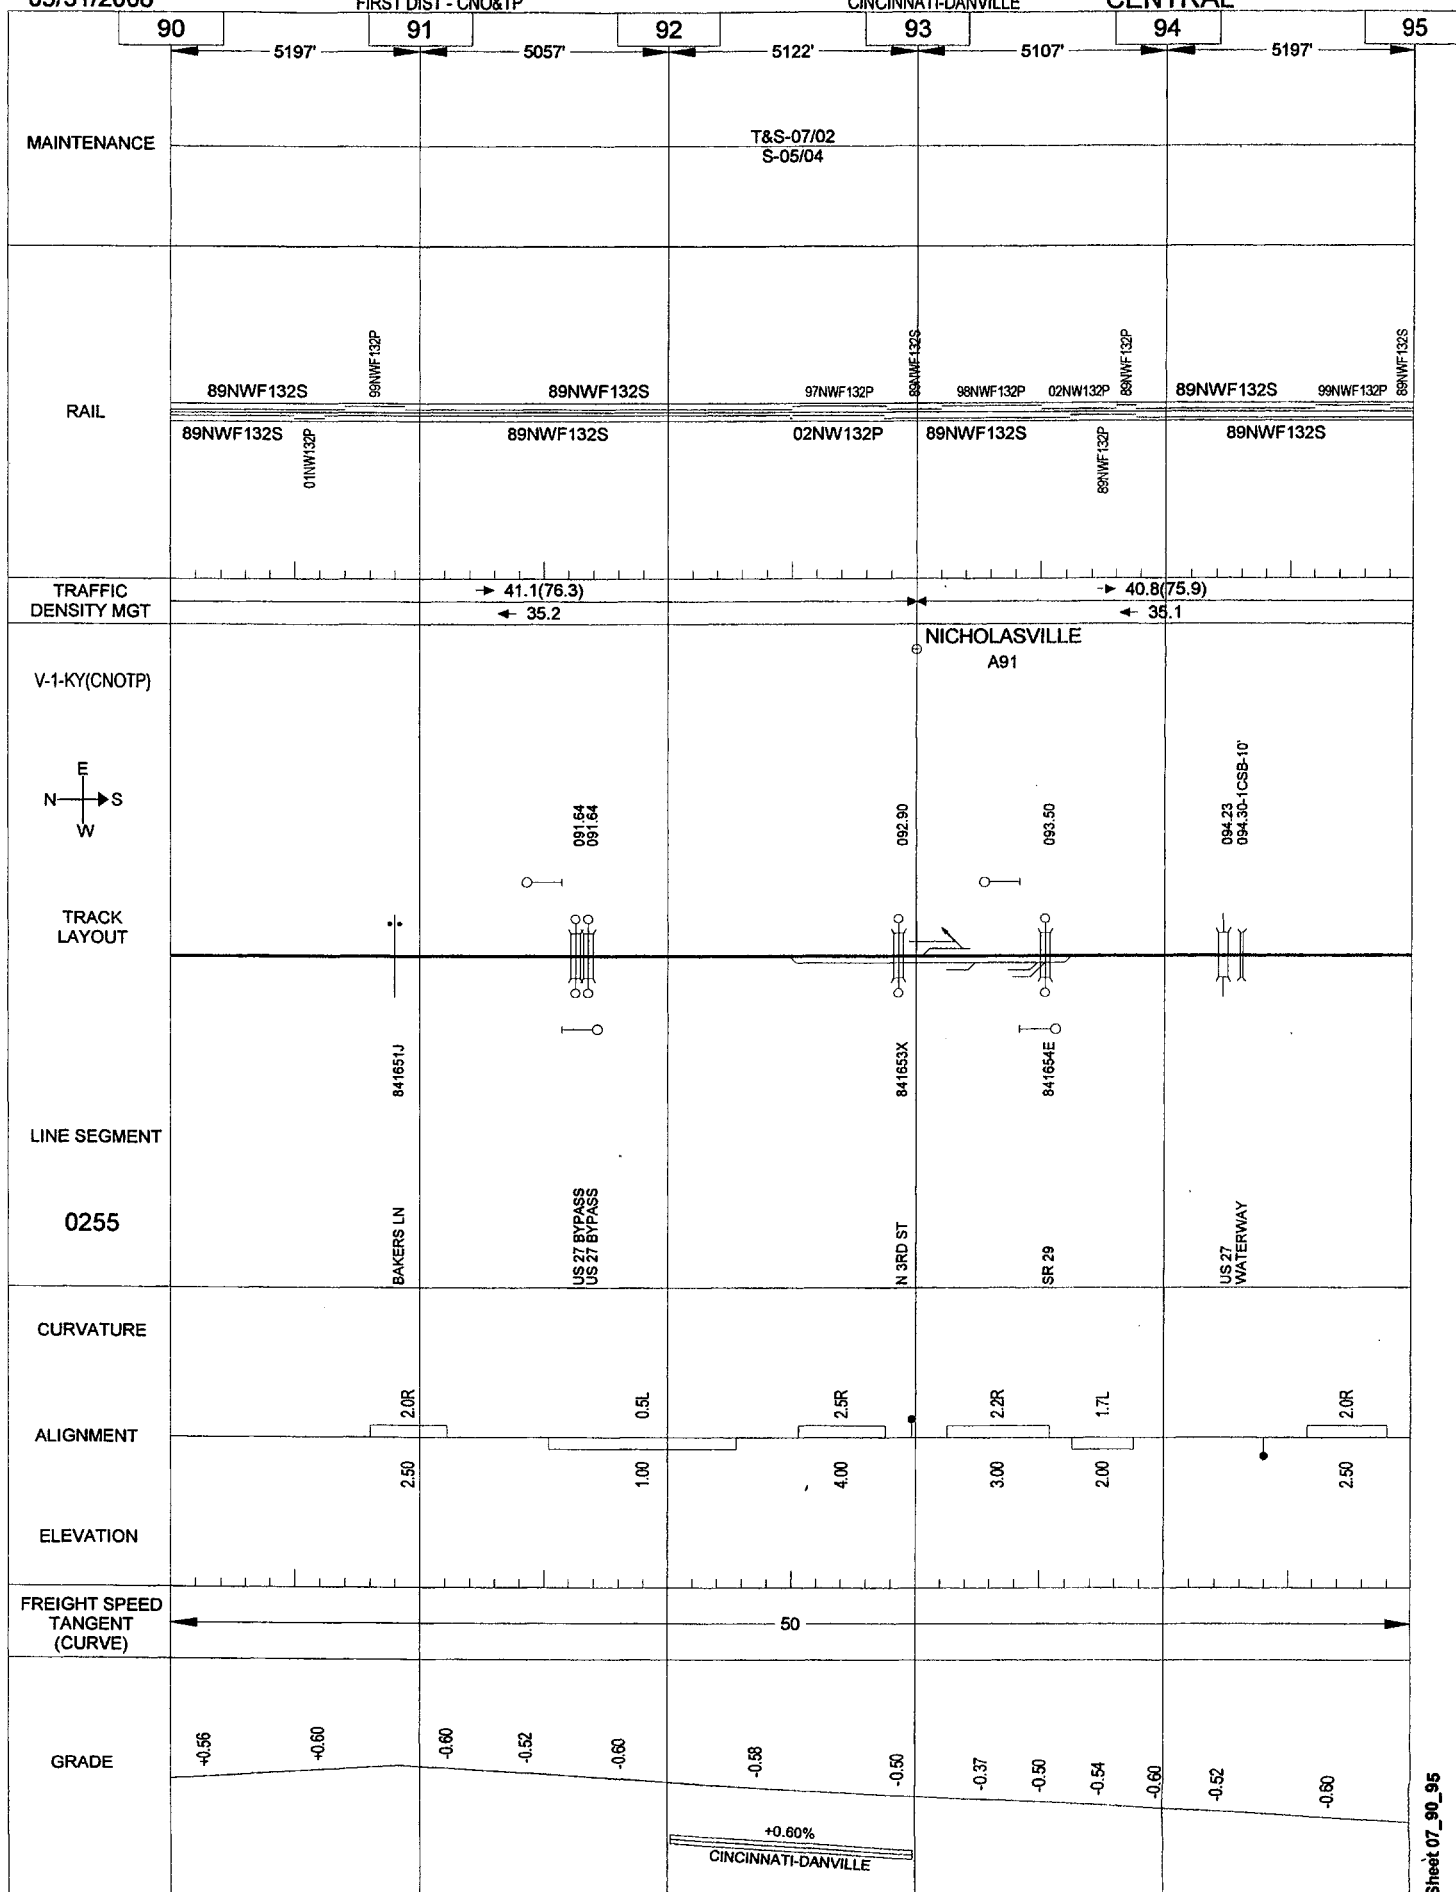 05/31/2008 FIRST DIST - CNO&TP CINCINNATI-DANVILLE CENTRAL
90 91 92 93 94 95
5197' 5057' 5122' 5107' 5197'
MAINTENANCE
T&S-07/02
S-05/04
RAIL
99NWF132P 89NWF132S 89NWF132P 89NWF132S
89NWF132S 89NWF132S 97NWF132P 98NWF132P 02NW132P 89NWF132S 99NWF132P
89NWF132S 89NWF132S 02NW132P 89NWF132S 89NWF132S
01NW132P 89NWF132P
TRAFFIC
DENSITY MGT
41.1(76.3) 40.8(75.9)
35.2 35.1
NICHOLASVILLE
A91
V-1-KY(CNOTP)
E
N S
W
091.64
091.64
092.90
093.50
094.23
094.30-1CSB-10'
TRACK
LAYOUT
841651J
841653X
841654E
LINE SEGMENT
0255
BAKERS LN
US 27 BYPASS
US 27 BYPASS
N 3RD ST
SR 29
US 27
WATERWAY
CURVATURE
2.0R 0.5L 2.5R 2.2R 1.7L 2.0R
ALIGNMENT
2.50 1.00 4.00 3.00 2.00 2.50
ELEVATION
FREIGHT SPEED
TANGENT
(CURVE)
50
GRADE
+0.56 +0.60 -0.60 -0.52 -0.60 -0.58 -0.50 -0.37 -0.50 -0.54 -0.60 -0.52 -0.60
+0.60%
CINCINNATI-DANVILLE
Sheet 07_90_95